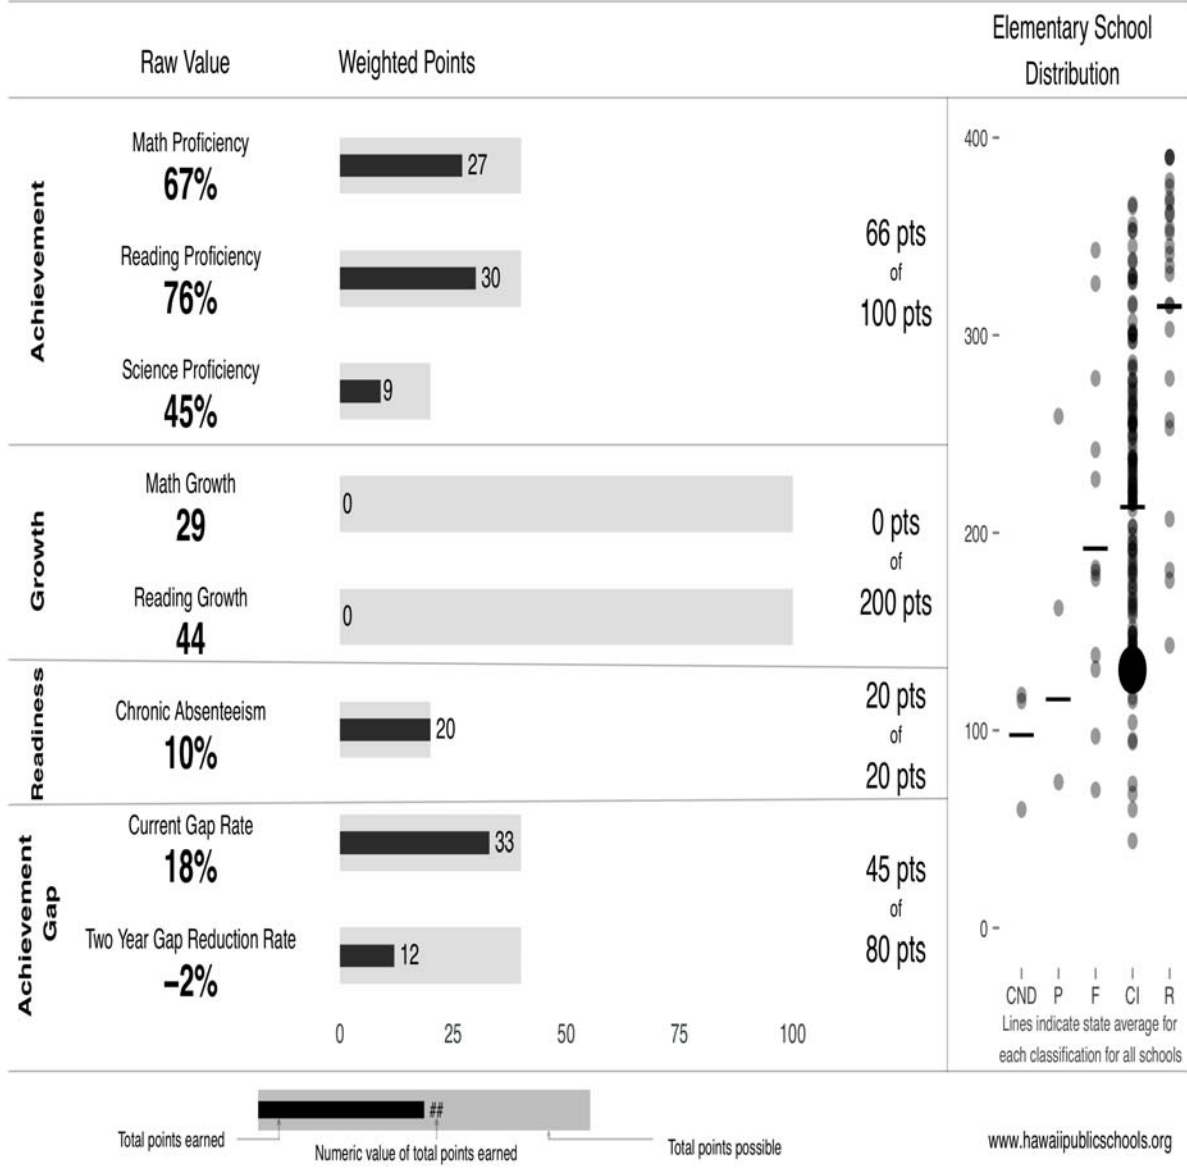 Raw Value
Weighted Points
Elementary School
Distribution
Achievement
Math Proficiency
67%
27
Reading Proficiency
76%
30
Science Proficiency
45%
9
66 pts
of
100 pts
Growth
Math Growth
29
0
Reading Growth
44
0
0 pts
of
200 pts
Readiness
Chronic Absenteeism
10%
20
20 pts
of
20 pts
Achievement
Gap
Current Gap Rate
18%
33
Two Year Gap Reduction Rate
−2%
12
45 pts
of
80 pts
0 25 50 75 100
400
300
200
100
0
CND P F CI R
Lines indicate state average for
each classification for all schools
##
Total points earned
Numeric value of total points earned
Total points possible
www.hawaiipublicschools.org